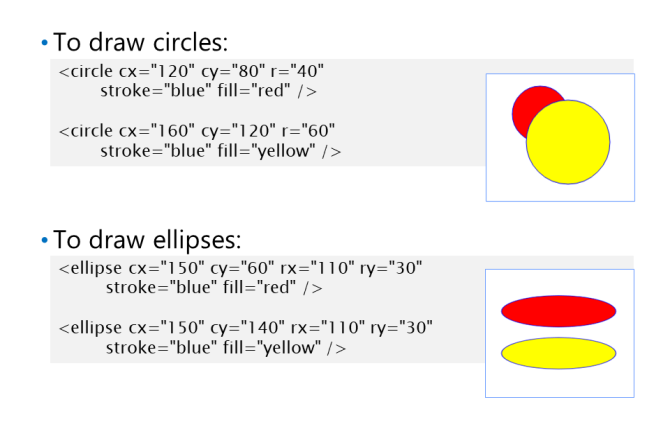 • To draw circles:
<circle cx="120" cy="80" r="40"
stroke="blue" fill="red" />
<circle cx="160" cy="120" r="60"
stroke="blue" fill="yellow" />
• To draw ellipses:
<ellipse cx="150" cy="60" rx="110" ry="30"
stroke="blue" fill="red" />
<ellipse cx="150" cy="140" rx="110" ry="30"
stroke="blue" fill="yellow" />